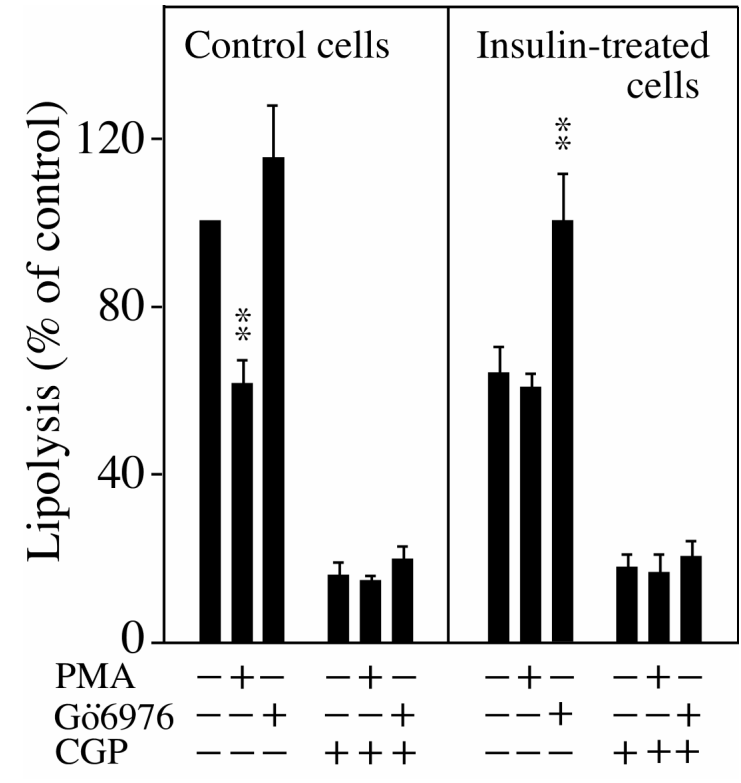 Control cells
Insulin-treated
cells
Lipolysis (% of control)
120
80
40
0
**
**
PMA – + – – + – – + – – + –
Gö6976 – – + – – + – – + – – +
CGP – – – + + + – – – + + +